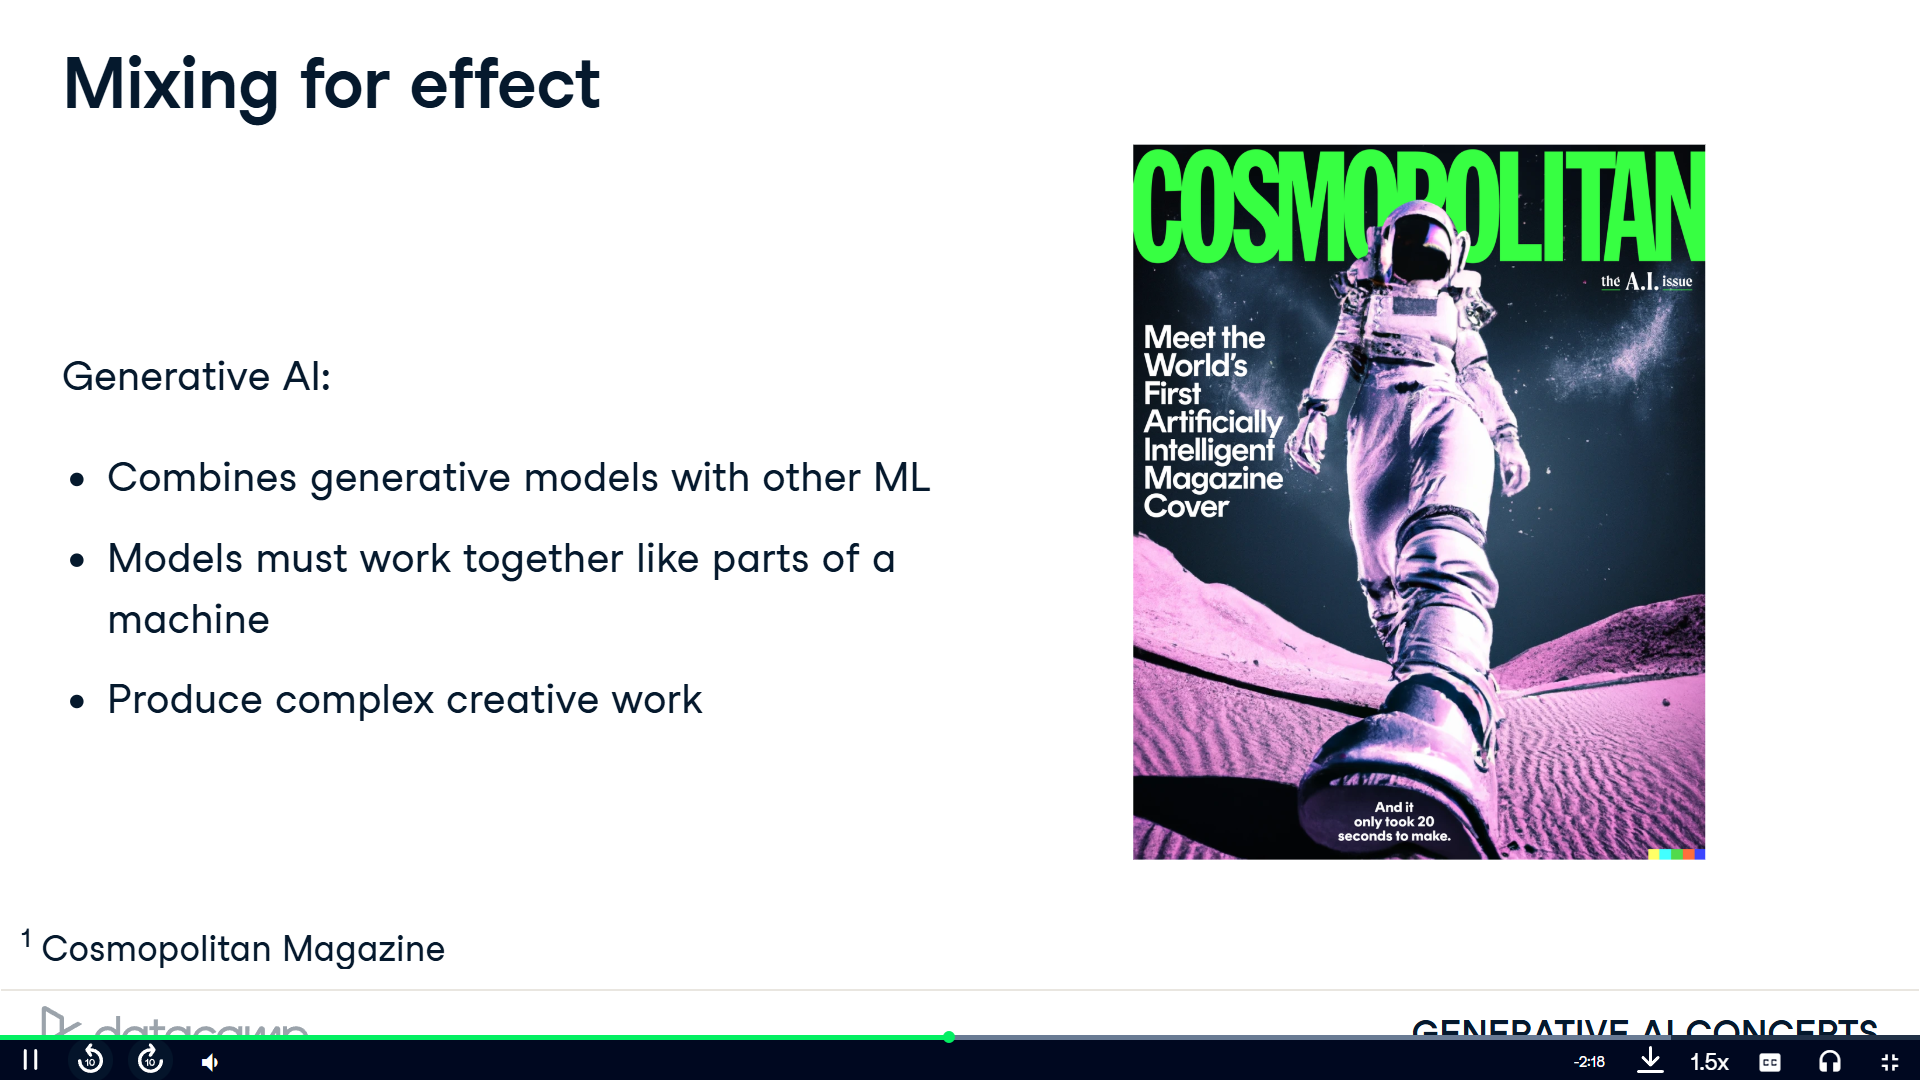 Mixing for effect
COSMOPOLITAN
the A.I. issue
Meet the
World's
First
Artificially
Intelligent
Magazine
Cover
And it
only took 20
seconds to make.
Generative AI:
• Combines generative models with other ML
• Models must work together like parts of a
machine
• Produce complex creative work
1 Cosmopolitan Magazine
datacamp
GENERATIVE AI CONCEPTS
10
10
-2:18
1.5x
CC